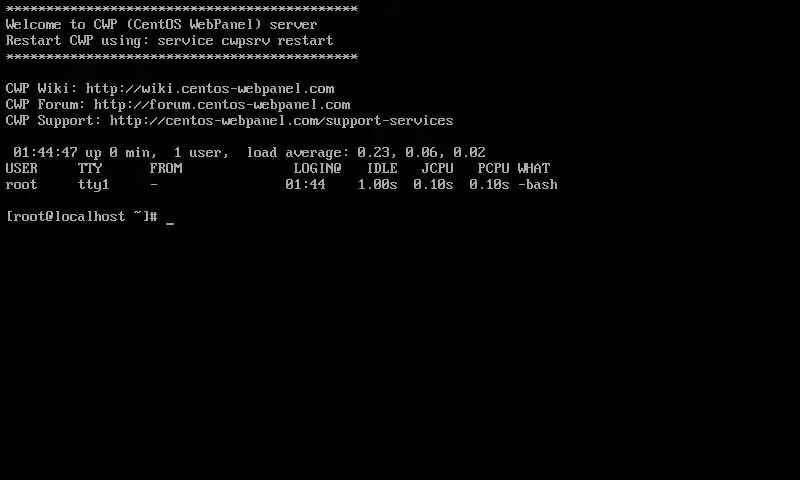 ********************************************
Welcome to CWP (CentOS WebPanel) server
Restart CWP using: service cwpsrv restart
********************************************
CWP Wiki: http://wiki.centos-webpanel.com
CWP Forum: http://forum.centos-webpanel.com
CWP Support: http://centos-webpanel.com/support-services
01:44:47 up 0 min,  1 user,  load average: 0.23, 0.06, 0.02
USER     TTY      FROM              LOGIN@   IDLE   JCPU   PCPU WHAT
root     tty1     -                01:44    1.00s  0.10s  0.10s -bash
[root@localhost ~]# _